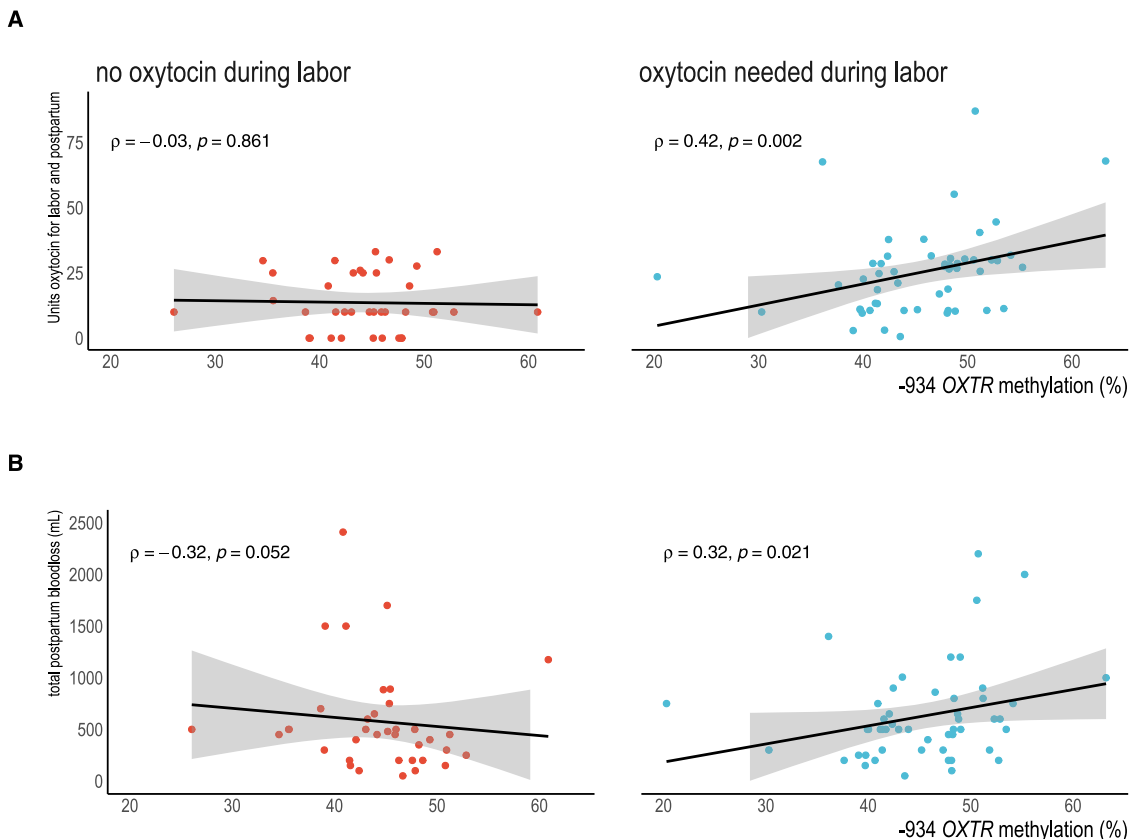 A
no oxytocin during labor
oxytocin needed during labor
Units oxytocin for labor and postpartum
75
50
25
0
ρ = −0.03, p = 0.861
ρ = 0.42, p = 0.002
20 30 40 50 60
20 30 40 50 60
-934 OXTR methylation (%)
B
total postpartum bloodloss (mL)
2500
2000
1500
1000
500
0
ρ = −0.32, p = 0.052
ρ = 0.32, p = 0.021
20 30 40 50 60
20 30 40 50 60
-934 OXTR methylation (%)